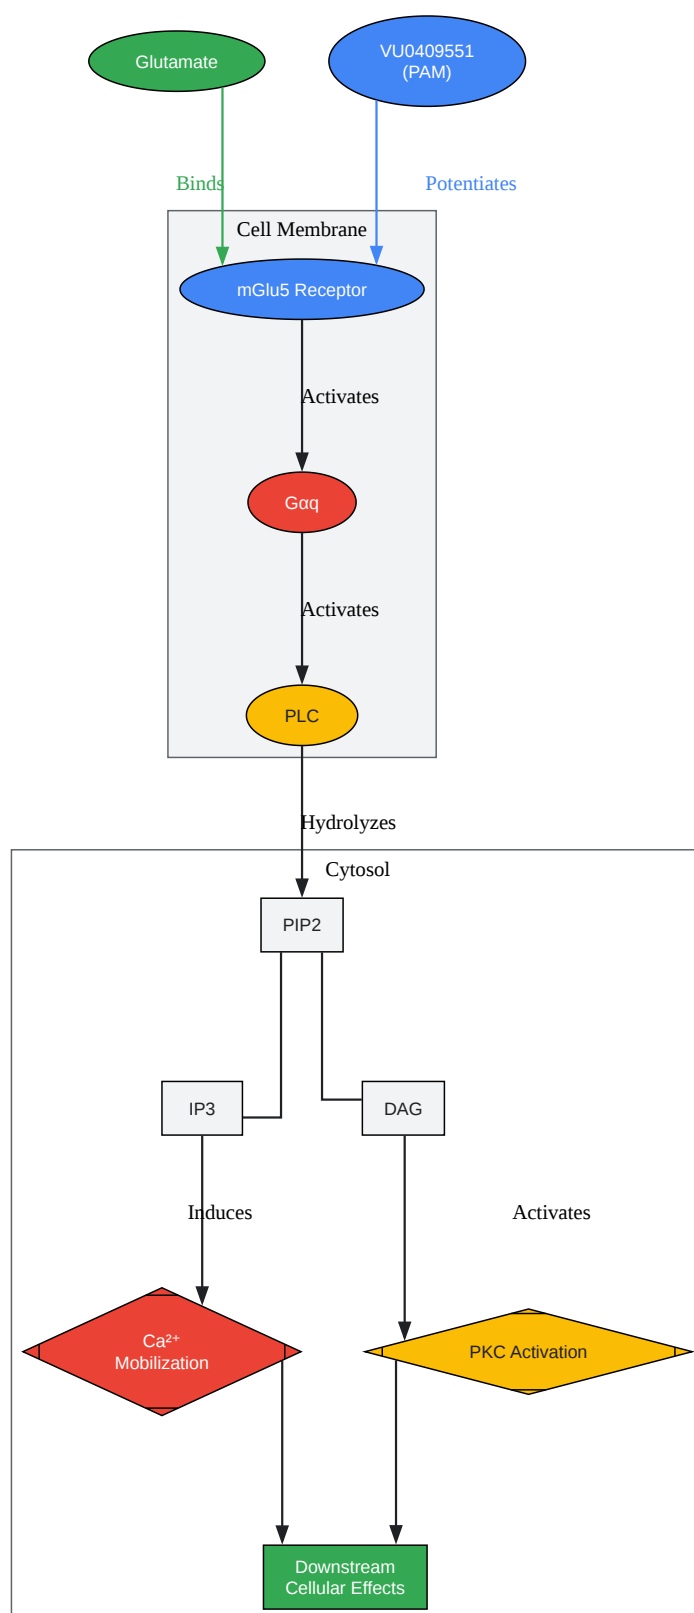 Glutamate
VU0409551
(PAM)
Binds
Potentiates
Cell Membrane
mGlu5 Receptor
Activates
Gαq
Activates
PLC
Hydrolyzes
Cytosol
PIP2
IP3
DAG
Induces
Activates
Ca²⁺
Mobilization
PKC Activation
Downstream
Cellular Effects